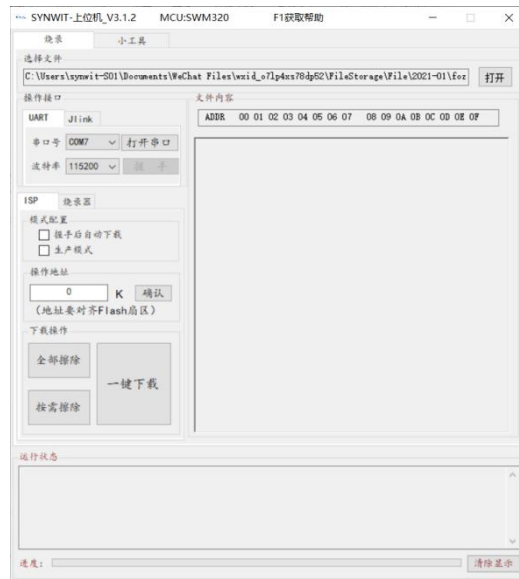 SYNWIT-上位机_V3.1.2 MCU:SWM320 F1获取帮助
烧录 小工具
选择文件
C:\Users\synwit-S01\Documents\WeChat Files\wxid_o7lp4xs78dp52\FileStorage\File\2021-01\foz 打开
操作接口 文件内容
UART Jlink
ADDR 00 01 02 03 04 05 06 07 08 09 0A 0B 0C 0D 0E 0F
串口号 COM7 打开串口
波特率 115200 握 手
ISP 烧录器
模式配置
握手后自动下载
生产模式
操作地址
0 K 确认
(地址要对齐Flash扇区)
下载操作
全部擦除
一键下载
按需擦除
运行状态
进度: 清除显示